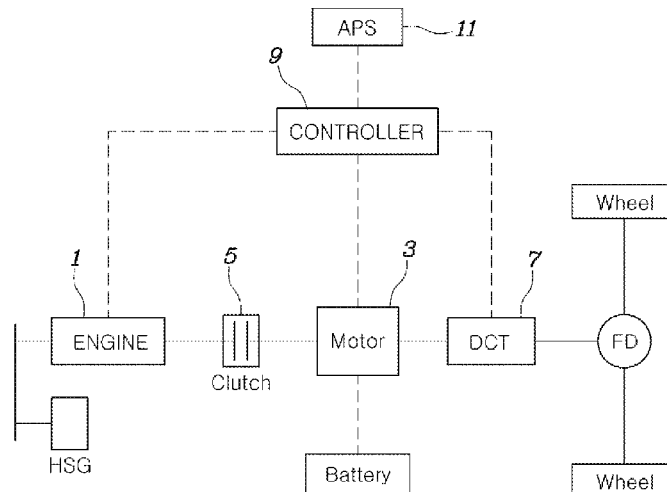 APS
11
9
CONTROLLER
Wheel
1
5
3
7
ENGINE
Motor
DCT
FD
Clutch
HSG
Battery
Wheel